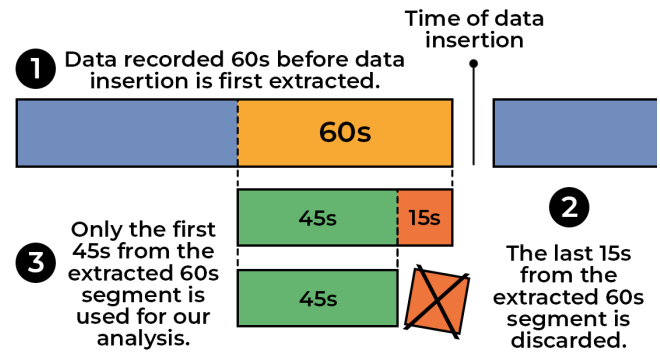 Time of data
insertion
1
Data recorded 60s before data
insertion is first extracted.
60s
45s
15s
2
The last 15s
from the
extracted 60s
segment is
discarded.
3
Only the first
45s from the
extracted 60s
segment is
used for our
analysis.
45s